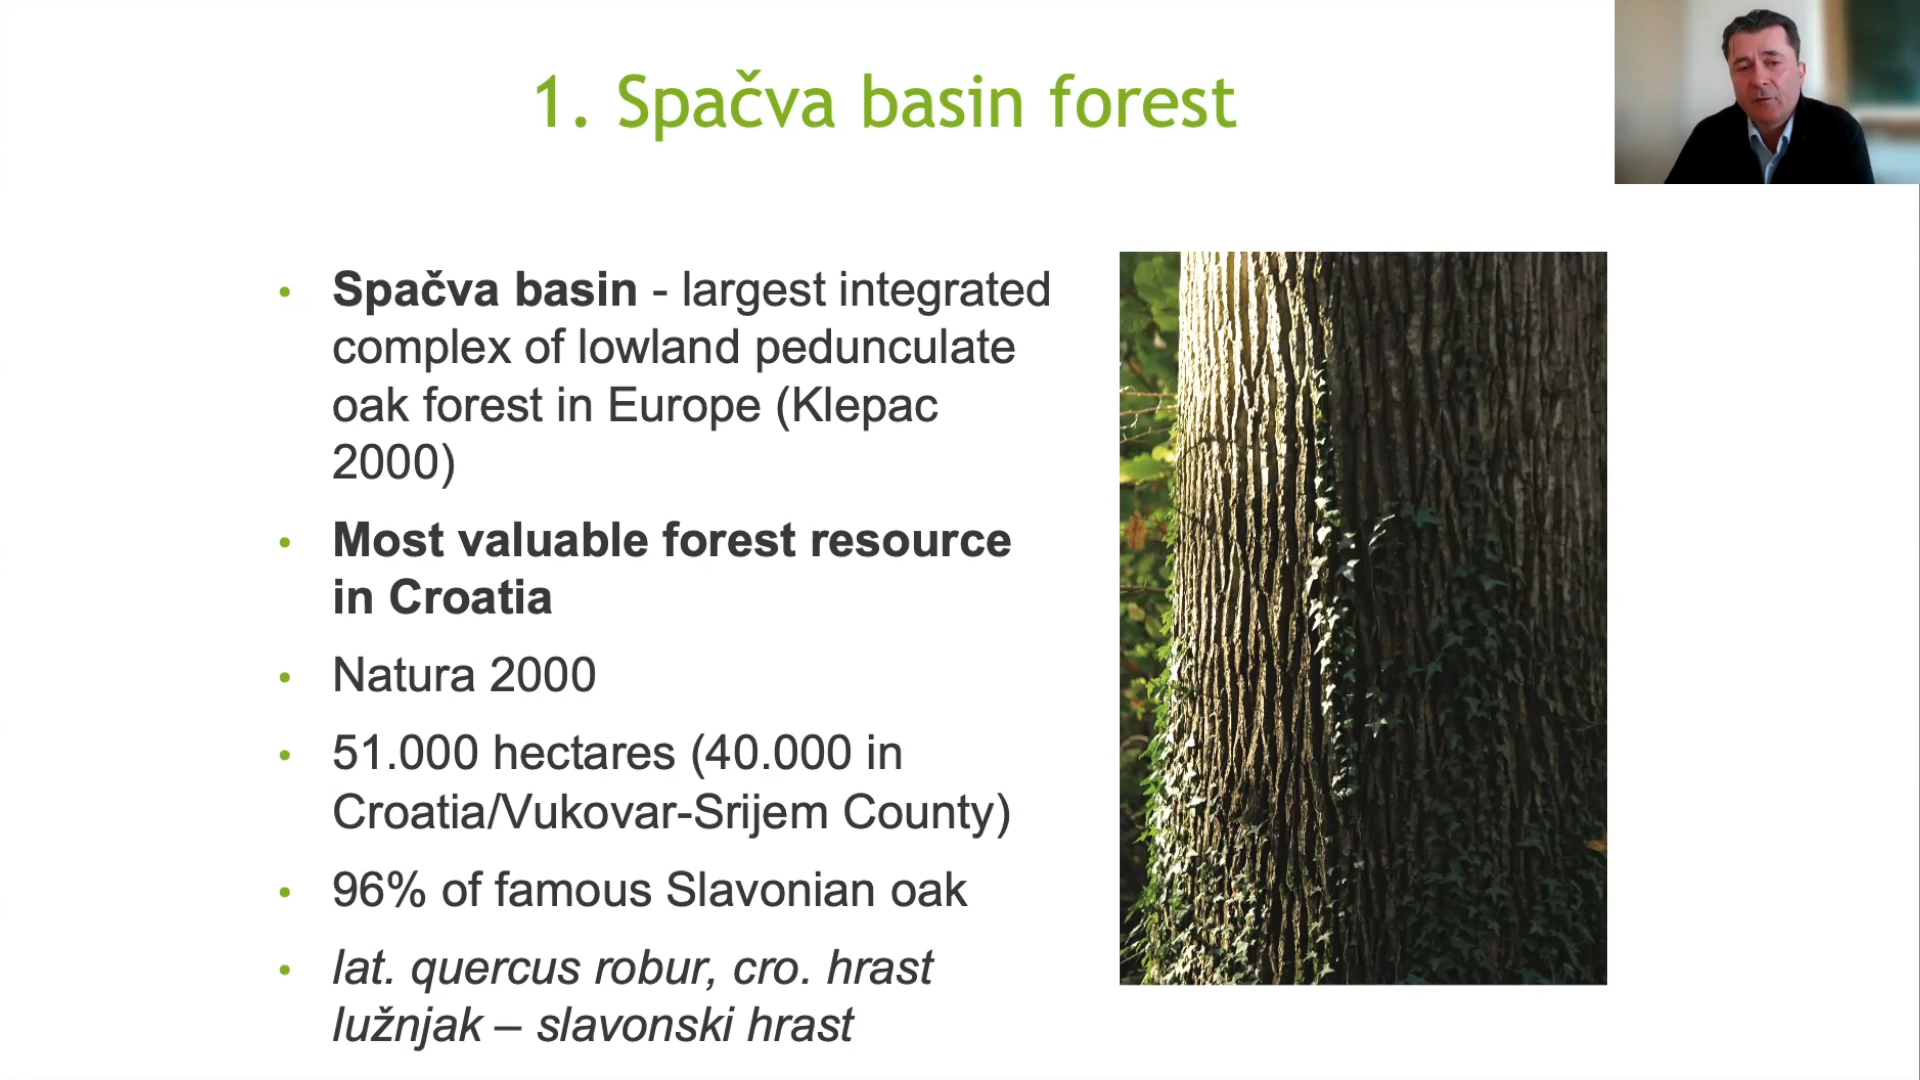 1. Spačva basin forest
• Spačva basin - largest integrated
complex of lowland pedunculate
oak forest in Europe (Klepac
2000)
• Most valuable forest resource
in Croatia
• Natura 2000
• 51.000 hectares (40.000 in
Croatia/Vukovar-Srijem County)
• 96% of famous Slavonian oak
• lat. quercus robur, cro. hrast
lužnjak – slavonski hrast